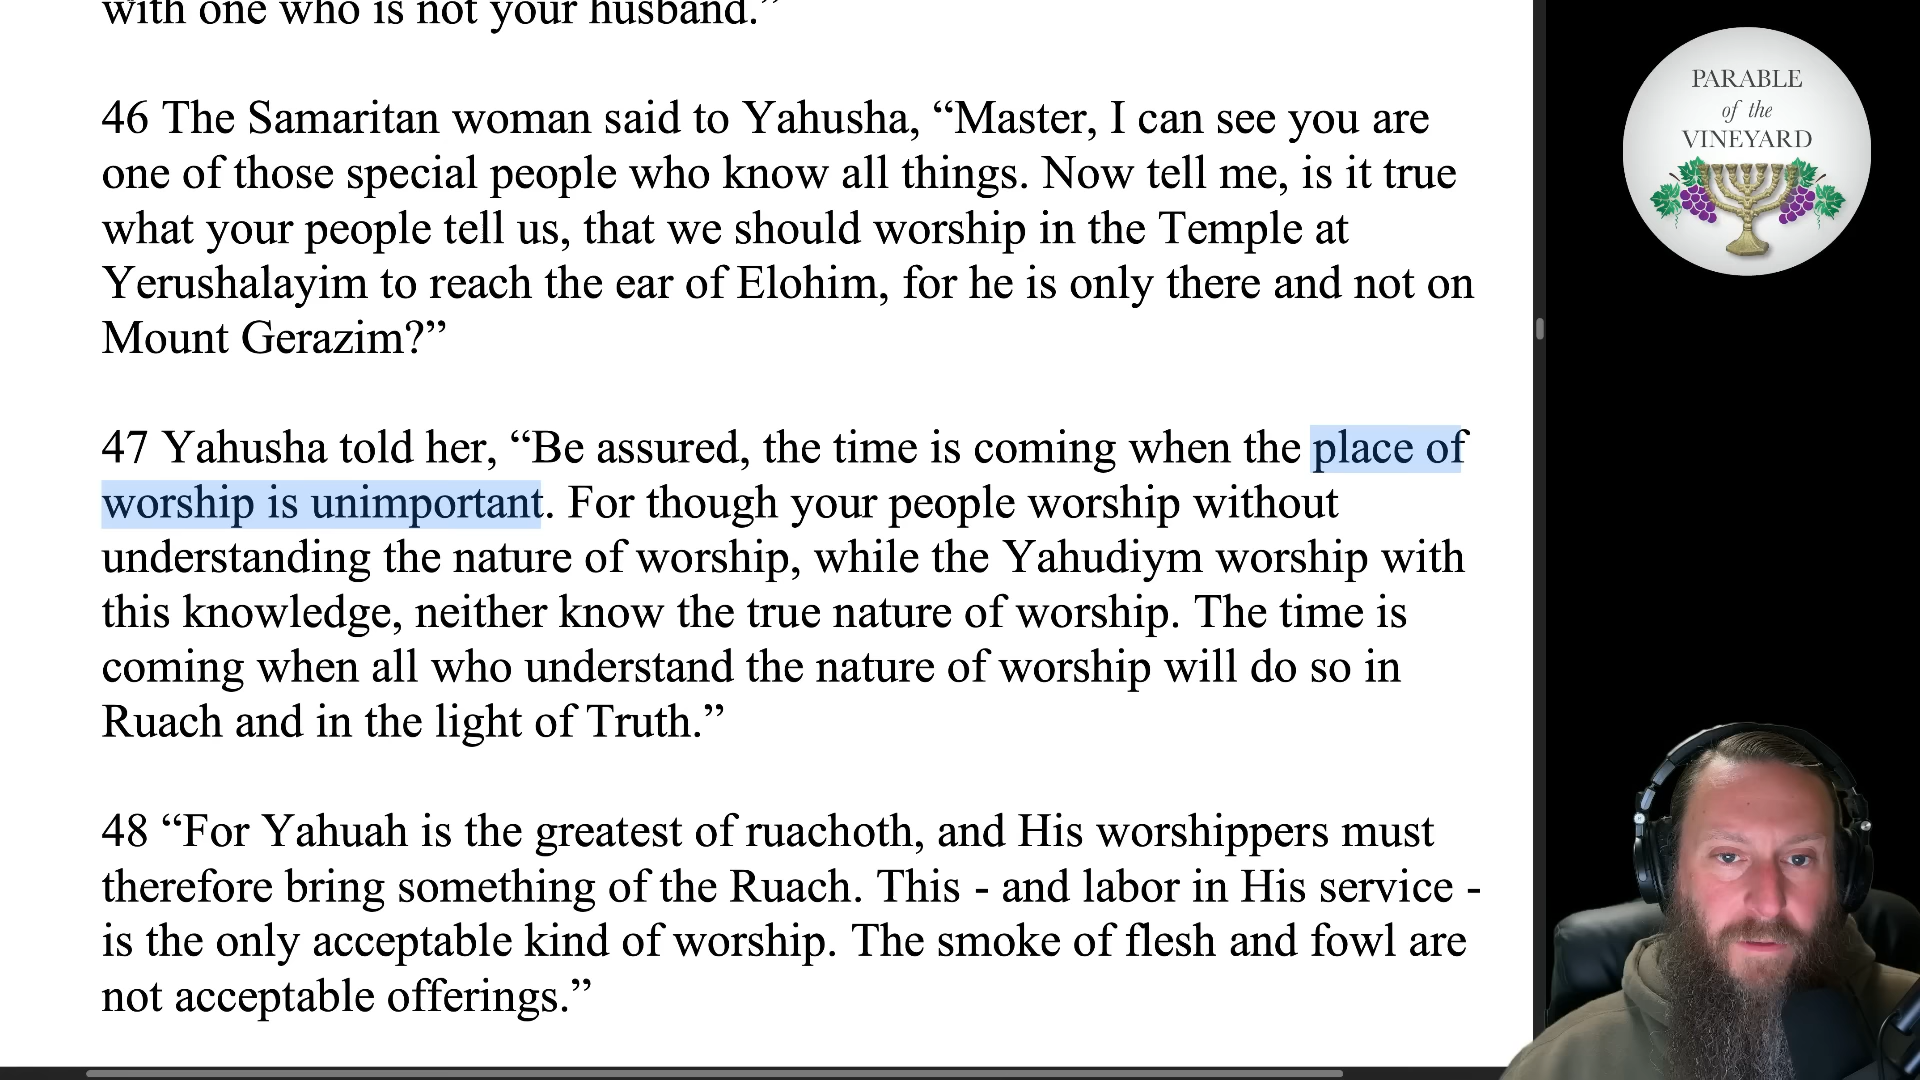 with one who is not your husband.”
46 The Samaritan woman said to Yahusha, “Master, I can see you are
one of those special people who know all things. Now tell me, is it true
what your people tell us, that we should worship in the Temple at
Yerushalayim to reach the ear of Elohim, for he is only there and not on
Mount Gerazim?”
47 Yahusha told her, “Be assured, the time is coming when the place of
worship is unimportant. For though your people worship without
understanding the nature of worship, while the Yahudiym worship with
this knowledge, neither know the true nature of worship. The time is
coming when all who understand the nature of worship will do so in
Ruach and in the light of Truth.”
48 “For Yahuah is the greatest of ruachoth, and His worshippers must
therefore bring something of the Ruach. This - and labor in His service -
is the only acceptable kind of worship. The smoke of flesh and fowl are
not acceptable offerings.”
PARABLE
of the
VINEYARD